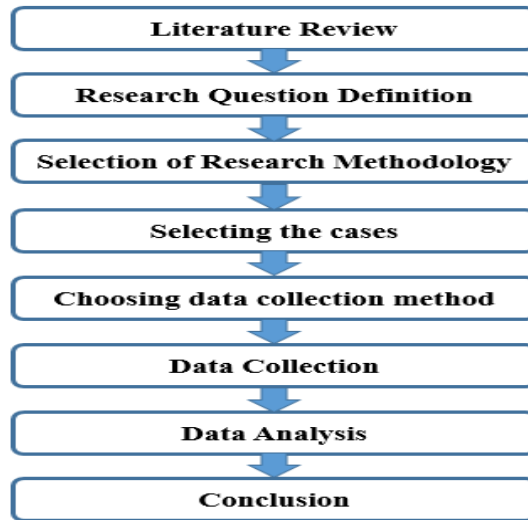 Literature Review
Research Question Definition
Selection of Research Methodology
Selecting the cases
Choosing data collection method
Data Collection
Data Analysis
Conclusion